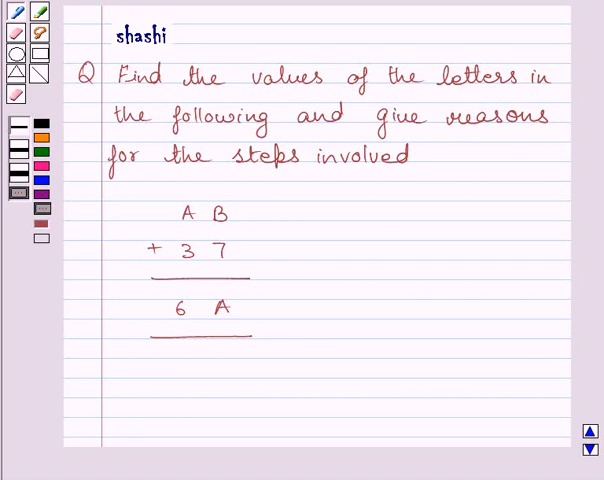 shashi
Q Find the values of the letters in
the following and give reasons
for the steps involved
A B
+ 3 7
6 A